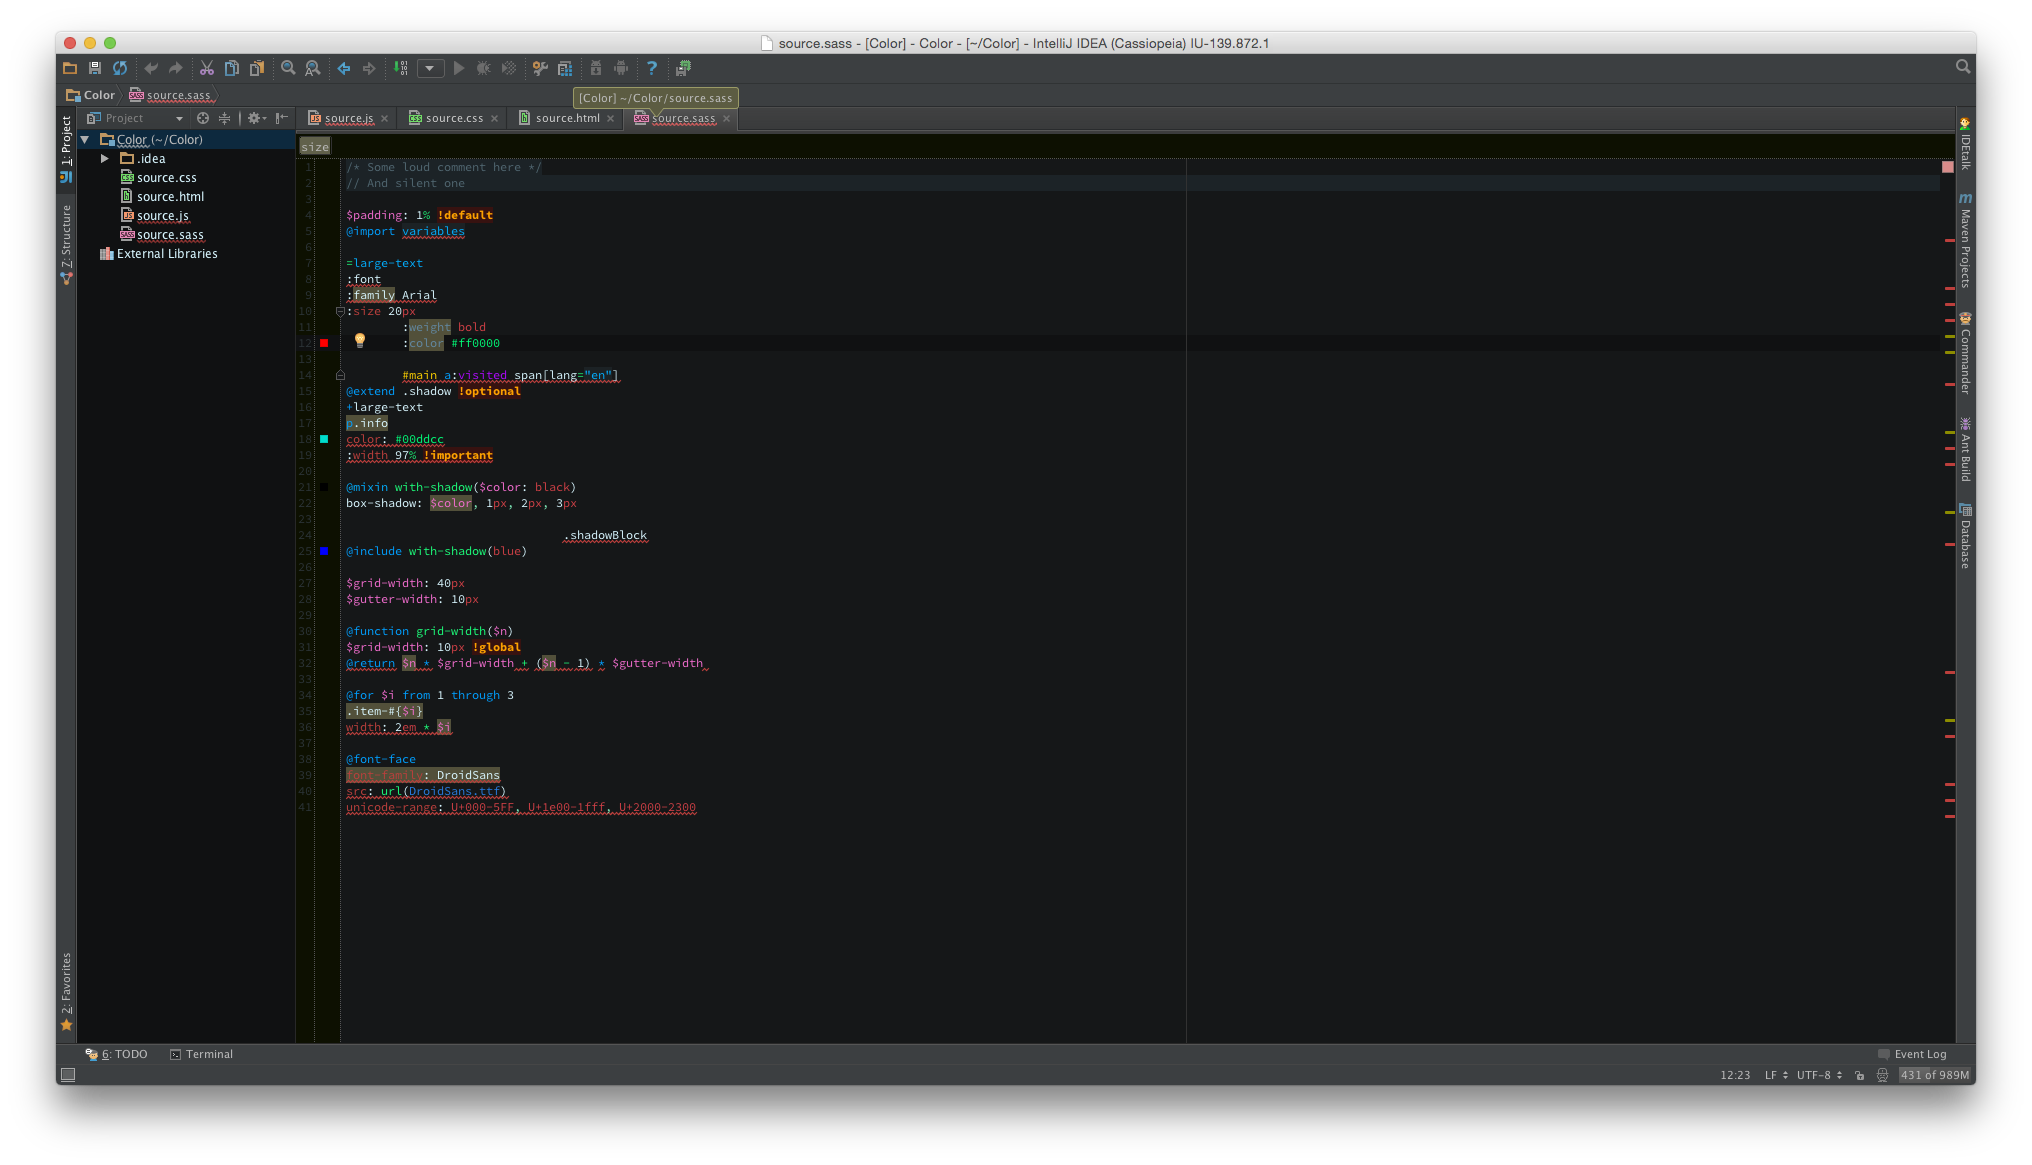 source.sass - [Color] - Color - [~/Color] - IntelliJ IDEA (Cassiopeia) IU-139.872.1
Color source.sass
[Color] ~/Color/source.sass
Project
source.js
source.css
source.html
source.sass
1: Project
Z: Structure
2: Favorites
Color (~/Color)
.idea
source.css
source.html
source.js
source.sass
External Libraries
size
1 /* Some loud comment here */
2 // And silent one
3
4 $padding: 1% !default
5 @import variables
6
7 =large-text
8 :font
9 :family Arial
10 :size 20px
11 :weight bold
12 :color #ff0000
13
14 #main a:visited span[lang="en"]
15 @extend .shadow !optional
16 +large-text
17 p.info
18 color: #00ddcc
19 :width 97% !important
20
21 @mixin with-shadow($color: black)
22 box-shadow: $color, 1px, 2px, 3px
23
24 .shadowBlock
25 @include with-shadow(blue)
26
27 $grid-width: 40px
28 $gutter-width: 10px
29
30 @function grid-width($n)
31 $grid-width: 10px !global
32 @return $n * $grid-width + ($n - 1) * $gutter-width
33
34 @for $i from 1 through 3
35 .item-#{$i}
36 width: 2em * $i
37
38 @font-face
39 font-family: DroidSans
40 src: url(DroidSans.ttf)
41 unicode-range: U+000-5FF, U+1e00-1fff, U+2000-2300
IDEtalk
Maven Projects
Commander
Ant Build
Database
6: TODO
Terminal
Event Log
12:23 LF UTF-8 431 of 989M